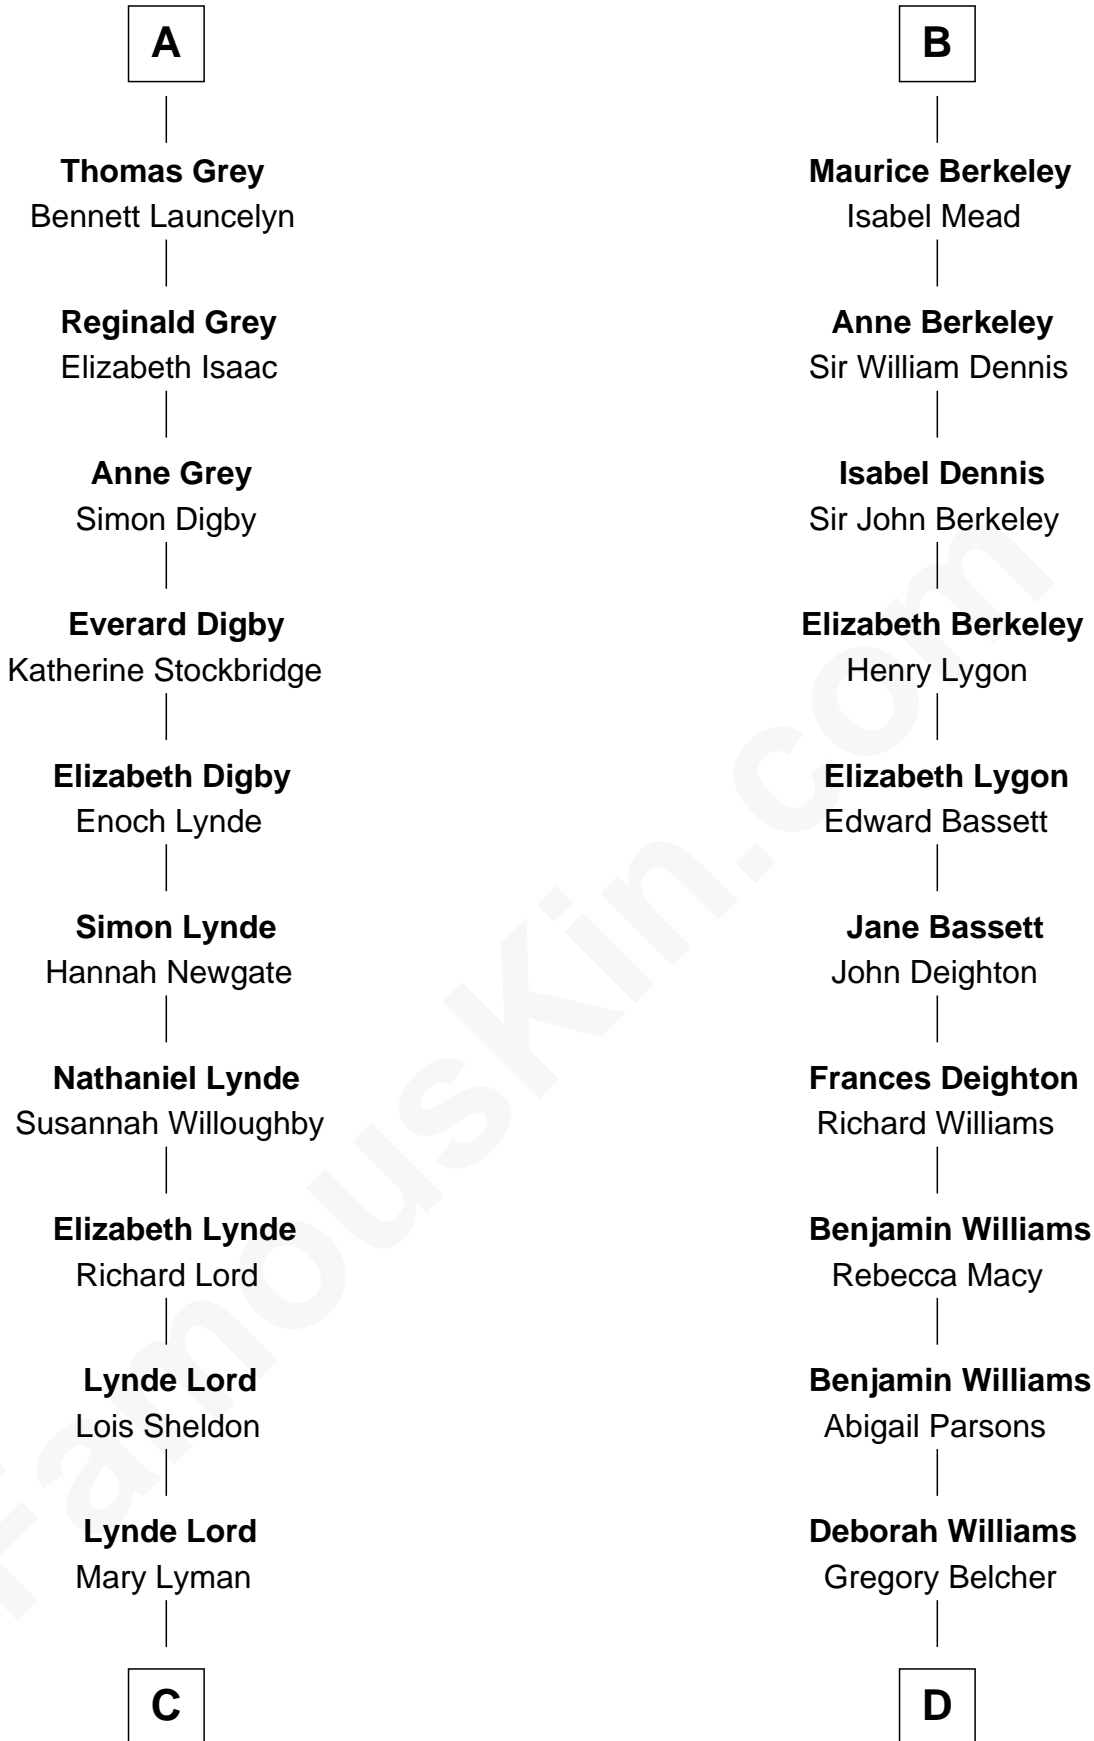 A
Thomas Grey
Bennett Launcelyn
Reginald Grey
Elizabeth Isaac
Anne Grey
Simon Digby
Everard Digby
Katherine Stockbridge
Elizabeth Digby
Enoch Lynde
Simon Lynde
Hannah Newgate
Nathaniel Lynde
Susannah Willoughby
Elizabeth Lynde
Richard Lord
Lynde Lord
Lois Sheldon
Lynde Lord
Mary Lyman
C
B
Maurice Berkeley
Isabel Mead
Anne Berkeley
Sir William Dennis
Isabel Dennis
Sir John Berkeley
Elizabeth Berkeley
Henry Lygon
Elizabeth Lygon
Edward Bassett
Jane Bassett
John Deighton
Frances Deighton
Richard Williams
Benjamin Williams
Rebecca Macy
Benjamin Williams
Abigail Parsons
Deborah Williams
Gregory Belcher
D
FamousKin.com